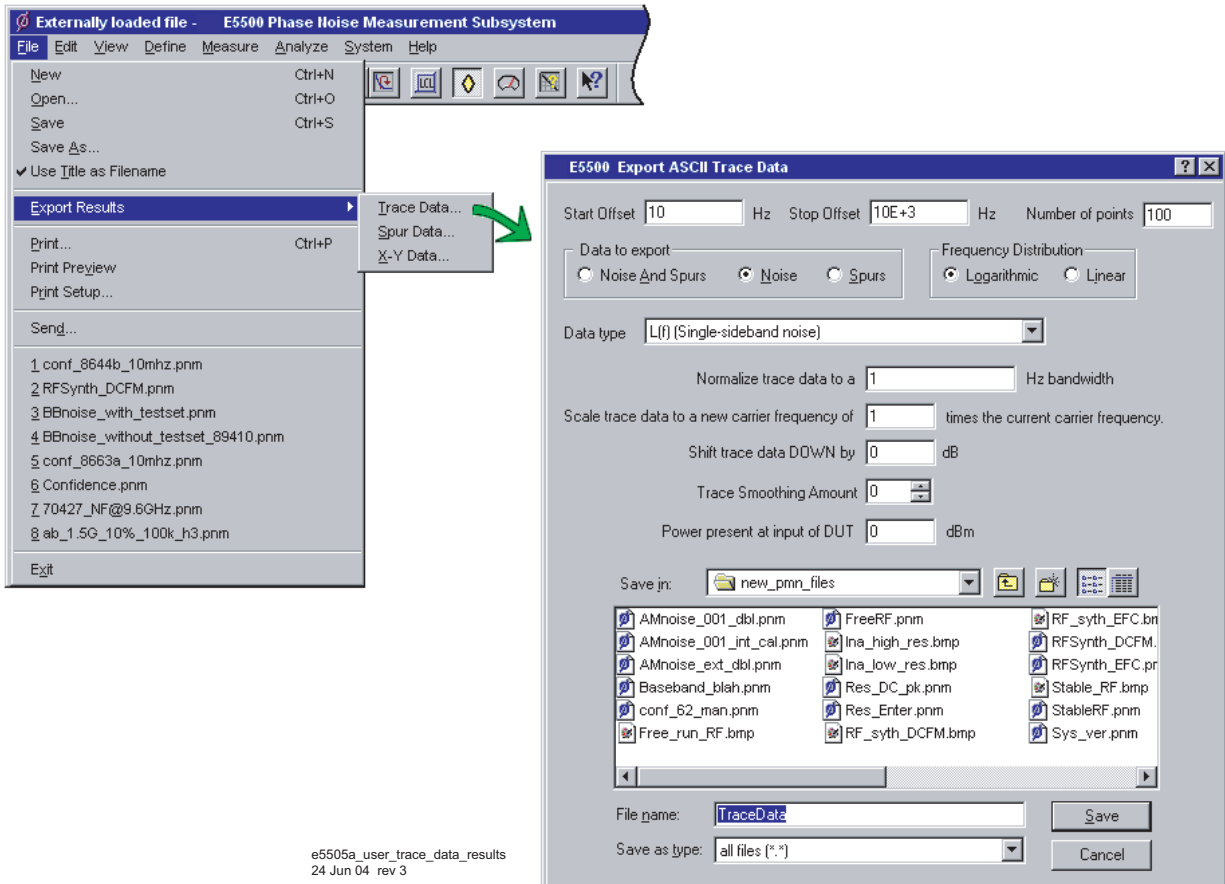 Externally loaded file - E5500 Phase Noise Measurement Subsystem
File Edit View Define Measure Analyze System Help
New Ctrl+N
Open... Ctrl+O
Save Ctrl+S
Save As...
Use Title as Filename
Export Results
Print... Ctrl+P
Print Preview
Print Setup...
Send...
1 conf_8644b_10mhz.pnm
2 RFSynth_DCFM.pnm
3 BBnoise_with_testset.pnm
4 BBnoise_without_testset_89410.pnm
5 conf_8663a_10mhz.pnm
6 Confidence.pnm
7 70427_NF@9.6GHz.pnm
8 ab_1.5G_10%_100k_h3.pnm
Exit
LCL
Trace Data...
Spur Data...
X-Y Data...
E5500 Export ASCII Trace Data
Start Offset 10 Hz Stop Offset 10E+3 Hz Number of points 100
Data to export
Noise And Spurs Noise Spurs
Frequency Distribution
Logarithmic Linear
Data type L(f) (Single-sideband noise)
Normalize trace data to a 1 Hz bandwidth
Scale trace data to a new carrier frequency of 1 times the current carrier frequency.
Shift trace data DOWN by 0 dB
Trace Smoothing Amount 0
Power present at input of DUT 0 dBm
Save in: new_pmn_files
AMnoise_001_dbl.pnm FreeRF.pnm RF_syth_EFC.bm
AMnoise_001_int_cal.pnm lna_high_res.bmp RFSynth_DCFM.
AMnoise_ext_dbl.pnm lna_low_res.bmp RFSynth_EFC.pr
Baseband_blah.pnm Res_DC_pk.pnm Stable_RF.bmp
conf_62_man.pnm Res_Enter.pnm StableRF.pnm
Free_run_RF.bmp RF_syth_DCFM.bmp Sys_ver.pnm
File name: TraceData Save
Save as type: all files (*.*) Cancel
e5505a_user_trace_data_results
24 Jun 04 rev 3